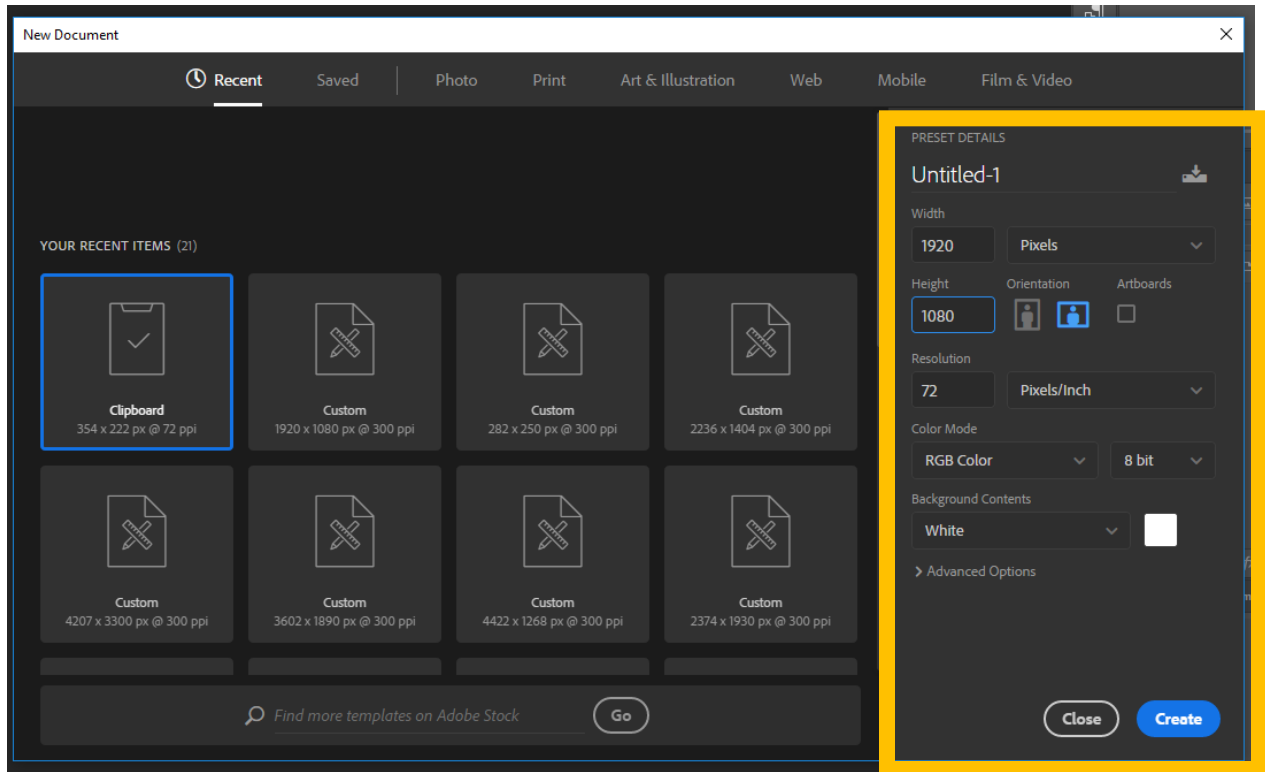 New Document
Recent Saved Photo Print Art & Illustration Web Mobile Film & Video
YOUR RECENT ITEMS (21)
Clipboard
354 x 222 px @ 72 ppi
Custom
1920 x 1080 px @ 300 ppi
Custom
282 x 250 px @ 300 ppi
Custom
2236 x 1404 px @ 300 ppi
Custom
4207 x 3300 px @ 300 ppi
Custom
3602 x 1890 px @ 300 ppi
Custom
4422 x 1268 px @ 300 ppi
Custom
2374 x 1930 px @ 300 ppi
Find more templates on Adobe Stock
Go
PRESET DETAILS
Untitled-1
Width
1920 Pixels
Height Orientation Artboards
1080
Resolution
72 Pixels/Inch
Color Mode
RGB Color 8 bit
Background Contents
White
Advanced Options
Close Create